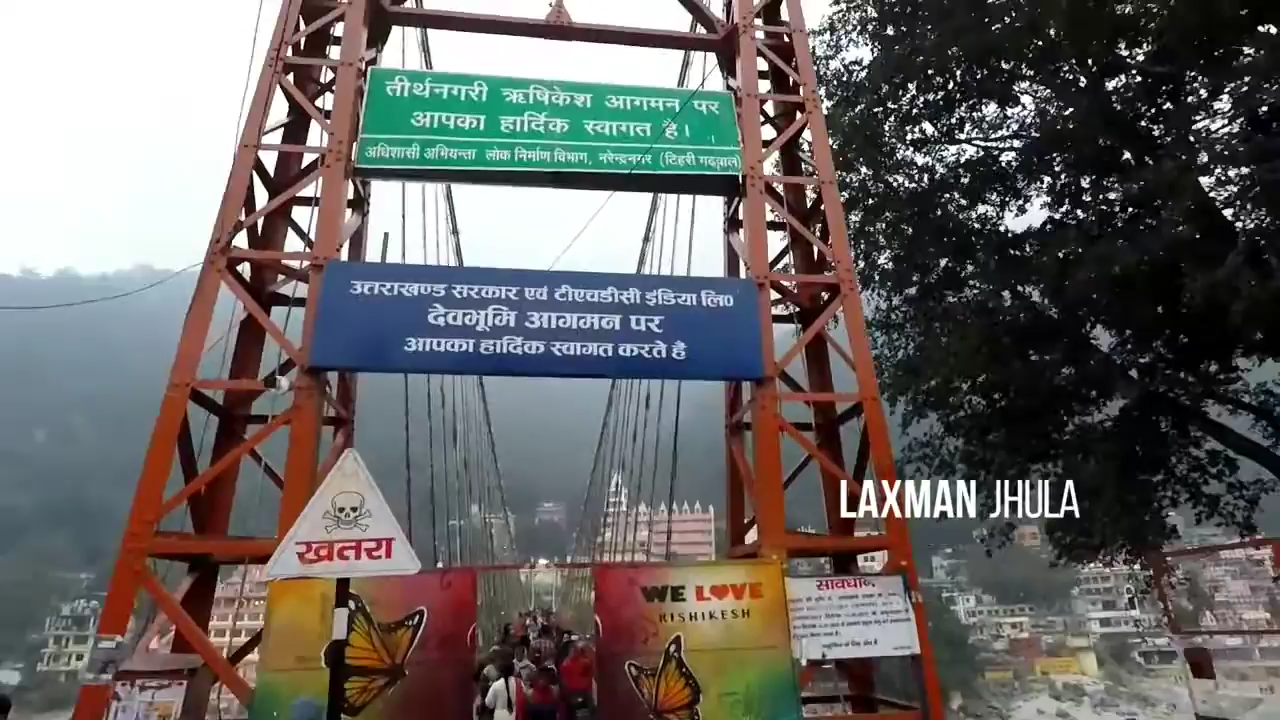 तीर्थनगरी ऋषिकेश आगमन पर
आपका हार्दिक स्वागत है।
अधिशासी अभियन्ता लोक निर्माण विभाग, नरेन्द्रनगर (टिहरी गढ़वाल)
उत्तराखण्ड सरकार एवं टीएचडीसी इंडिया लि०
देवभूमि आगमन पर
आपका हार्दिक स्वागत करते है
LAXMAN JHULA
खतरा
WE LOVE
RISHIKESH
सावधान